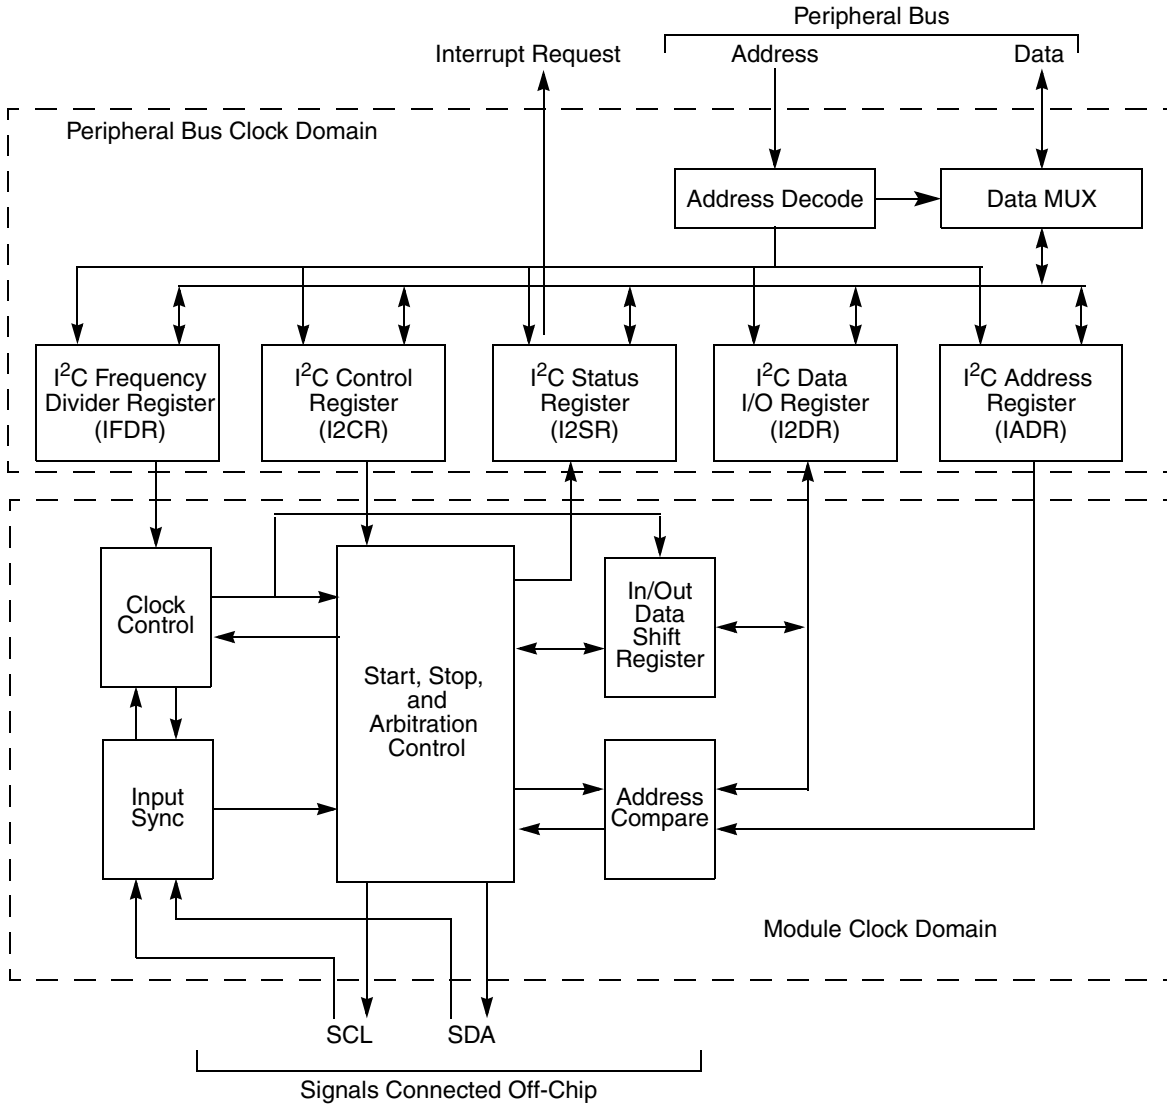 Peripheral Bus
Interrupt Request
Address
Data
Peripheral Bus Clock Domain
Address Decode
Data MUX
I²C Frequency
Divider Register
(IFDR)
I²C Control
Register
(I2CR)
I²C Status
Register
(I2SR)
I²C Data
I/O Register
(I2DR)
I²C Address
Register
(IADR)
Clock
Control
In/Out
Data
Shift
Register
Start, Stop,
and
Arbitration
Control
Input
Sync
Address
Compare
Module Clock Domain
SCL
SDA
Signals Connected Off-Chip